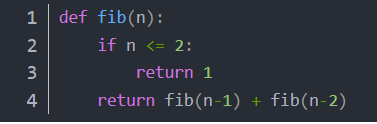 1 def fib(n):
2     if n <= 2:
3         return 1
4     return fib(n-1) + fib(n-2)